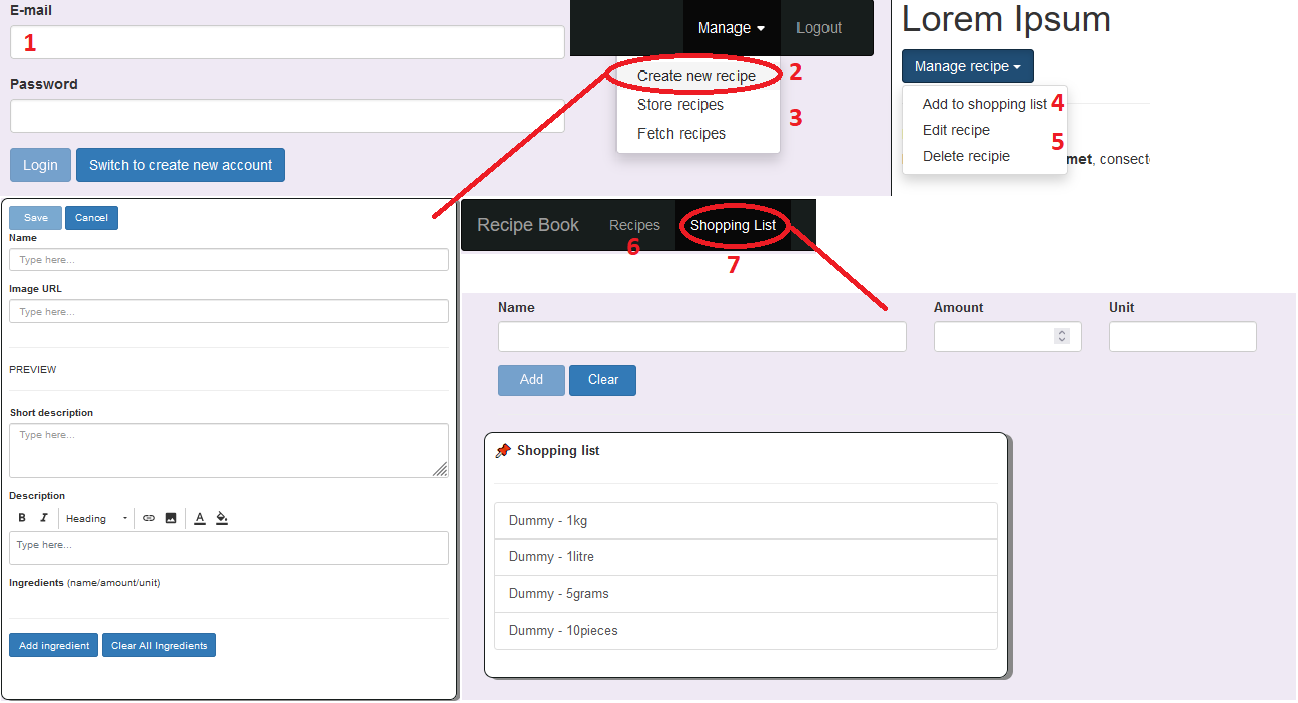 E-mail
1
Password
Login Switch to create new account
Manage Logout
Create new recipe 2
Store recipes
3
Fetch recipes
Lorem Ipsum
Manage recipe
Add to shopping list 4
Edit recipe
5
Delete recipie
met, consect
Save Cancel
Name
Type here...
Image URL
Type here...
PREVIEW
Short description
Type here...
Description
B I Heading A
Type here...
Ingredients (name/amount/unit)
Add ingredient Clear All Ingredients
Recipe Book Recipes Shopping List
6
7
Name Amount Unit
Add Clear
Shopping list
Dummy - 1kg
Dummy - 1litre
Dummy - 5grams
Dummy - 10pieces